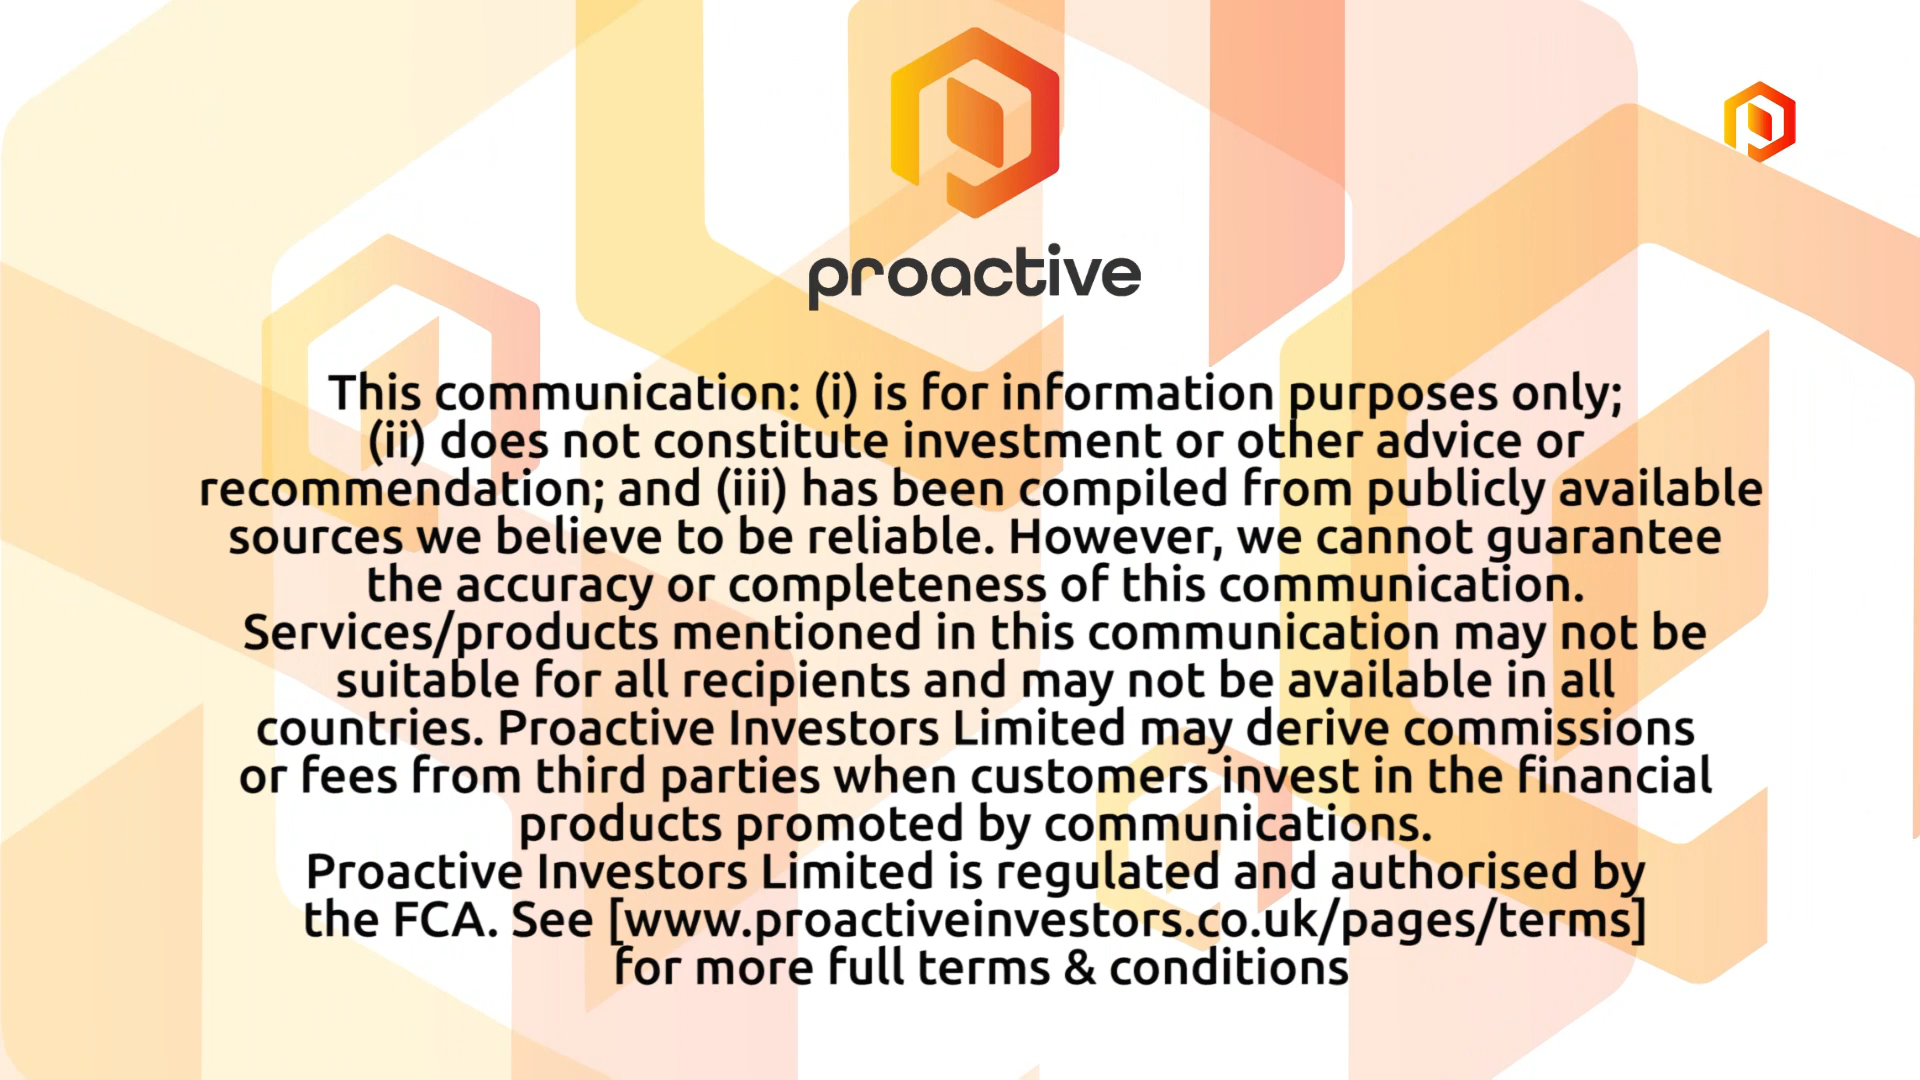 proactive
This communication: (i) is for information purposes only;
(ii) does not constitute investment or other advice or
recommendation; and (iii) has been compiled from publicly available
sources we believe to be reliable. However, we cannot guarantee
the accuracy or completeness of this communication.
Services/products mentioned in this communication may not be
suitable for all recipients and may not be available in all
countries. Proactive Investors Limited may derive commissions
or fees from third parties when customers invest in the financial
products promoted by communications.
Proactive Investors Limited is regulated and authorised by
the FCA. See [www.proactiveinvestors.co.uk/pages/terms]
for more full terms & conditions